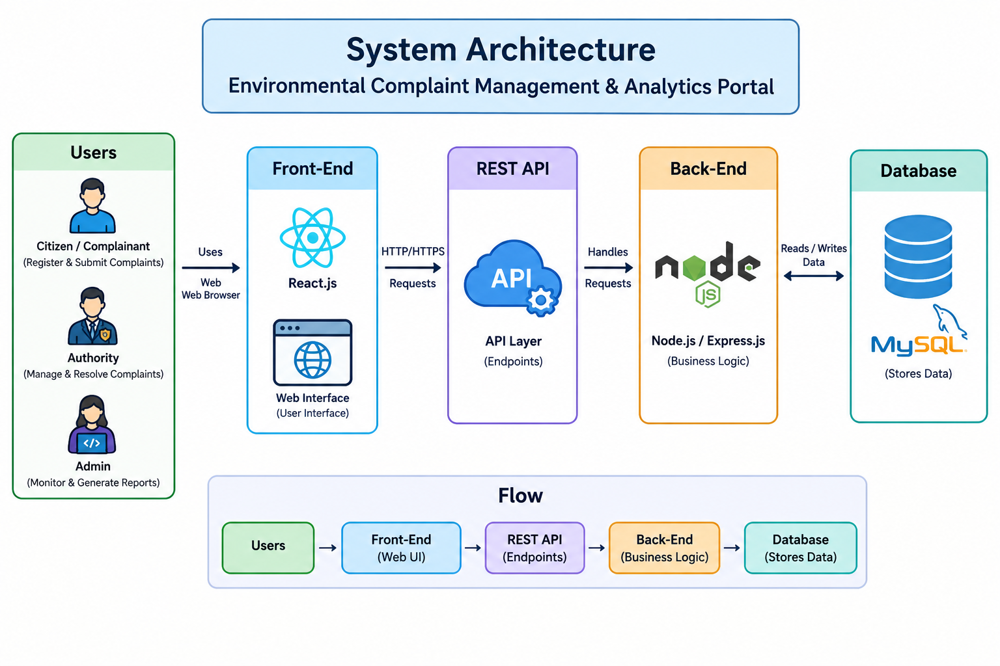 System Architecture
Environmental Complaint Management & Analytics Portal
Users
Citizen / Complainant
(Register & Submit Complaints)
Authority
(Manage & Resolve Complaints)
Admin
(Monitor & Generate Reports)
Uses
Web
Web Browser
Front-End
React.js
Web Interface
(User Interface)
HTTP/HTTPS
Requests
REST API
API
API Layer
(Endpoints)
Handles
Requests
Back-End
node
JS
Node.js / Express.js
(Business Logic)
Reads / Writes
Data
Database
MySQL
(Stores Data)
Flow
Users
Front-End
(Web UI)
REST API
(Endpoints)
Back-End
(Business Logic)
Database
(Stores Data)